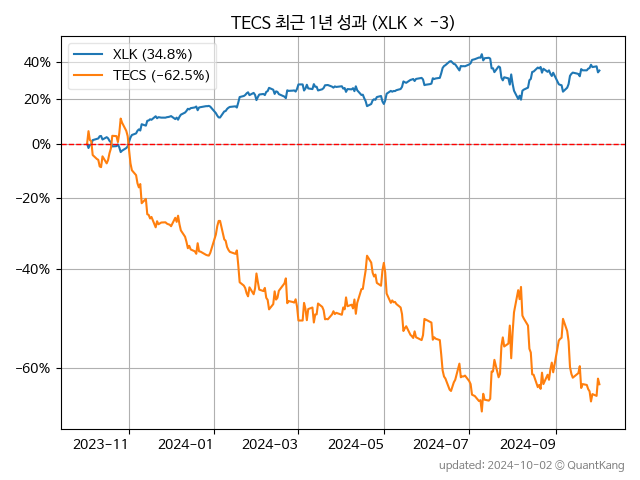 TECS 최근 1년 성과 (XLK × −3)
XLK (34.8%)
TECS (−62.5%)
40%
20%
0%
−20%
−40%
−60%
2023-11 2024-01 2024-03 2024-05 2024-07 2024-09
updated: 2024-10-02 © QuantKang